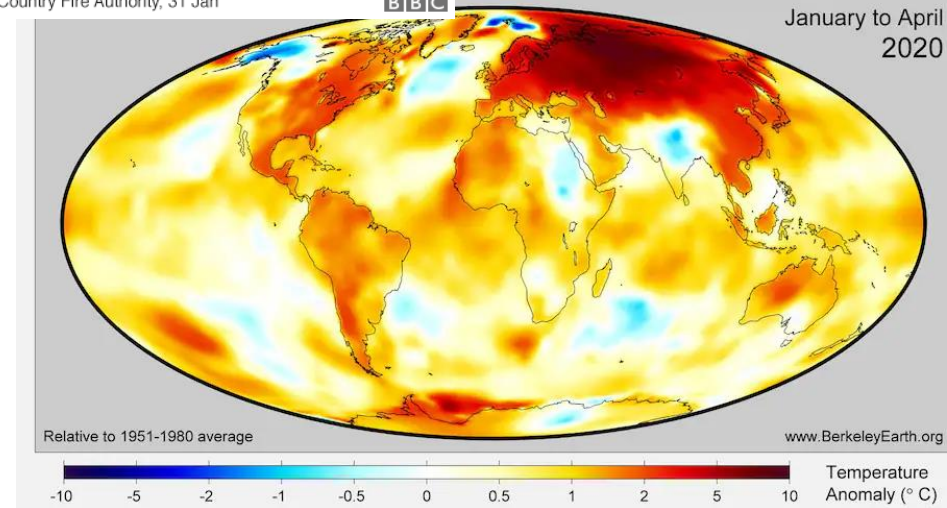 Country Fire Authority, 31 Jan
BBC
January to April
2020
Relative to 1951-1980 average
www.BerkeleyEarth.org
-10 -5 -2 -1 -0.5 0 0.5 1 2 5 10
Temperature
Anomaly (° C)